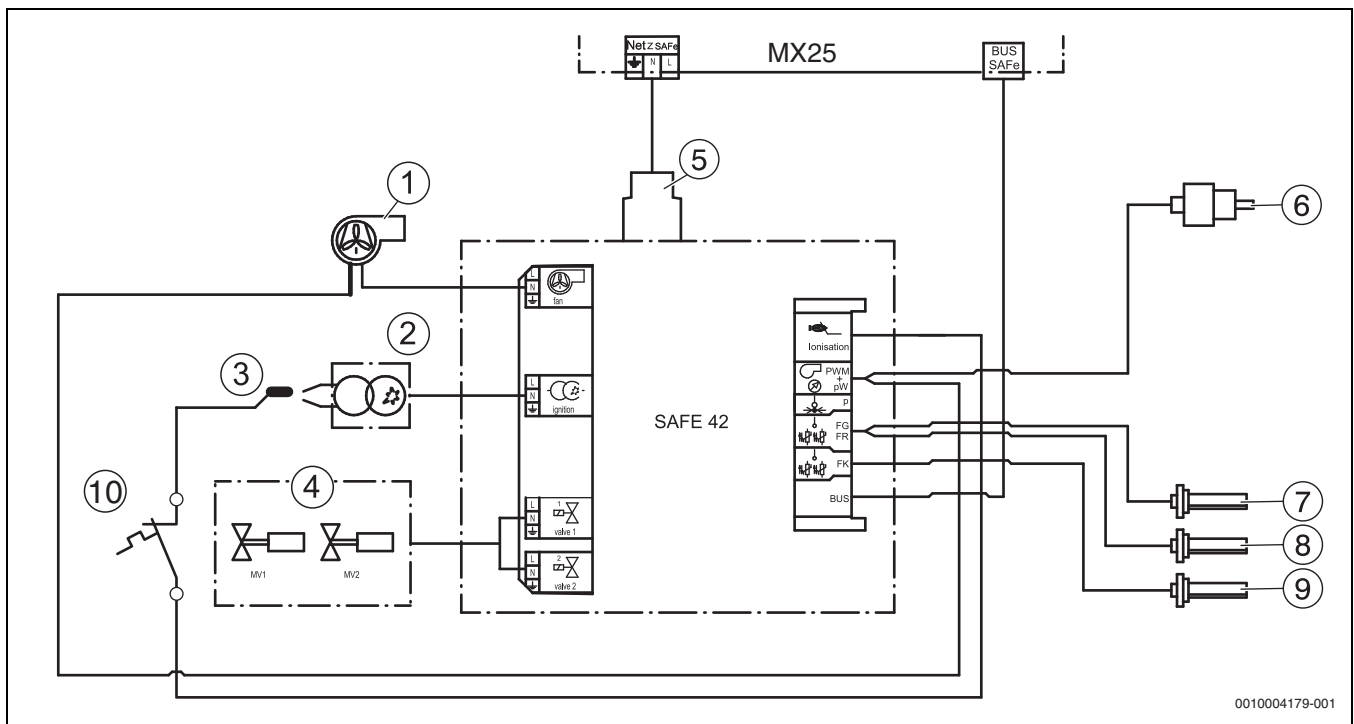 Netz SAFe
N L
MX25
BUS
SAFe
5
1
6
L
N
fan
2
Ionisation
PWM
+
pW
3
L
N
ignition
P
SAFE 42
FG
FR
FK
10
4
BUS
7
L
1
N
valve 1
8
MV1
MV2
L
2
N
valve 2
9
0010004179-001